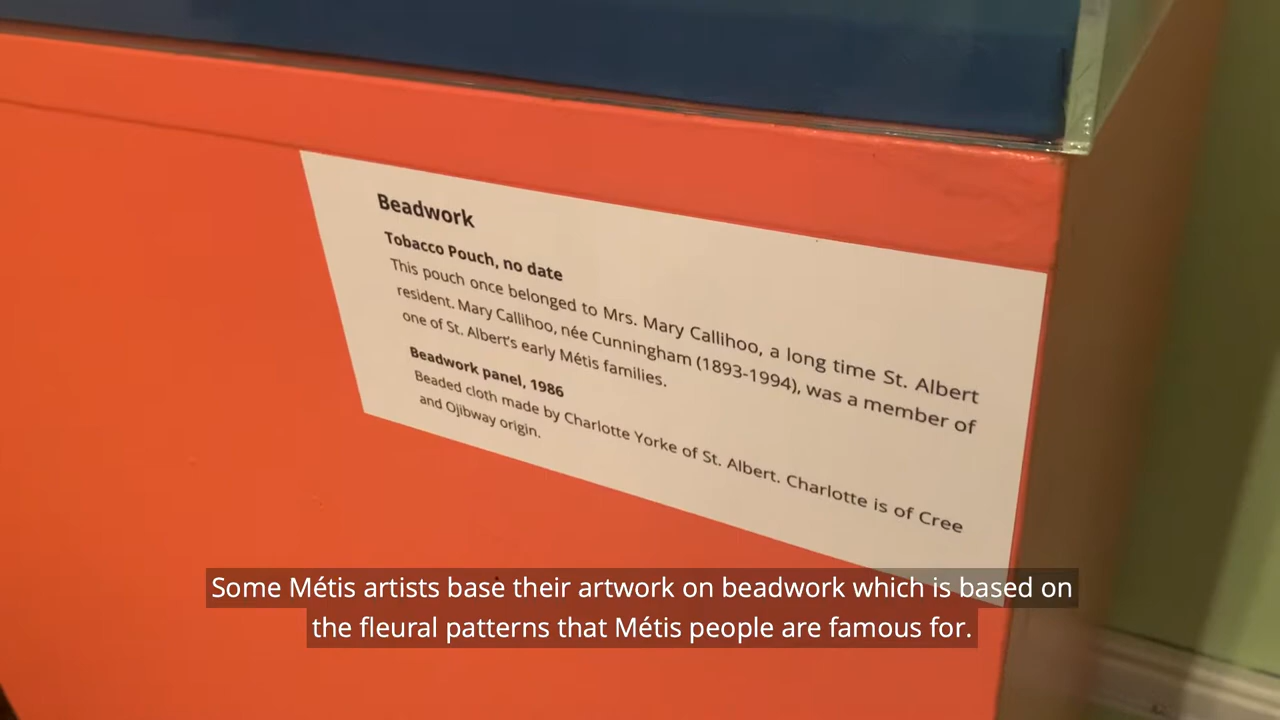 Beadwork
Tobacco Pouch, no date
This pouch once belonged to Mrs. Mary Callihoo, a long time St. Albert
resident. Mary Callihoo, née Cunningham (1893-1994), was a member of
one of St. Albert's early Métis families.
Beadwork panel, 1986
Beaded cloth made by Charlotte Yorke of St. Albert. Charlotte is of Cree
and Ojibway origin.
Some Métis artists base their artwork on beadwork which is based on
the fleural patterns that Métis people are famous for.